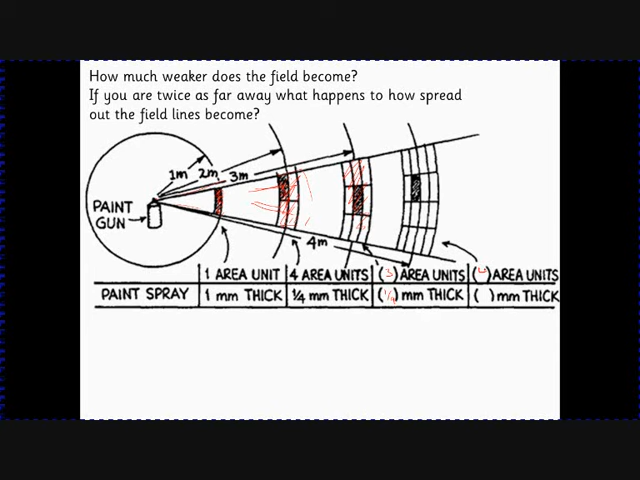 How much weaker does the field become?
If you are twice as far away what happens to how spread
out the field lines become?
1m 2m 3m
PAINT
GUN
4m
1 AREA UNIT 4 AREA UNITS ( ) AREA UNITS ( ) AREA UNITS
PAINT SPRAY 1 mm THICK 1/4 mm THICK ( ) mm THICK ( ) mm THICK